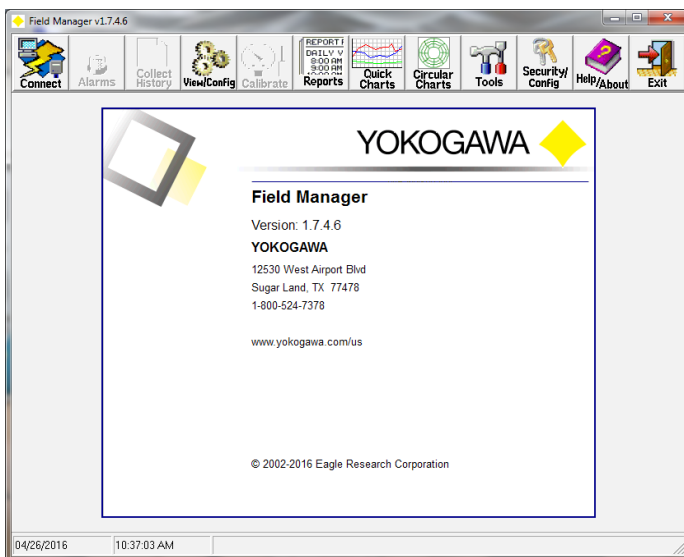 Field Manager v1.7.4.6
Connect
Alarms
Collect
History
View/Config
Calibrate
REPORT
DAILY V
8:00 AM
9:00 AM
Reports
Quick
Charts
Circular
Charts
Tools
Security/
Config
Help/About
Exit
YOKOGAWA
Field Manager
Version: 1.7.4.6
YOKOGAWA
12530 West Airport Blvd
Sugar Land, TX 77478
1-800-524-7378
www.yokogawa.com/us
© 2002-2016 Eagle Research Corporation
04/26/2016 10:37:03 AM